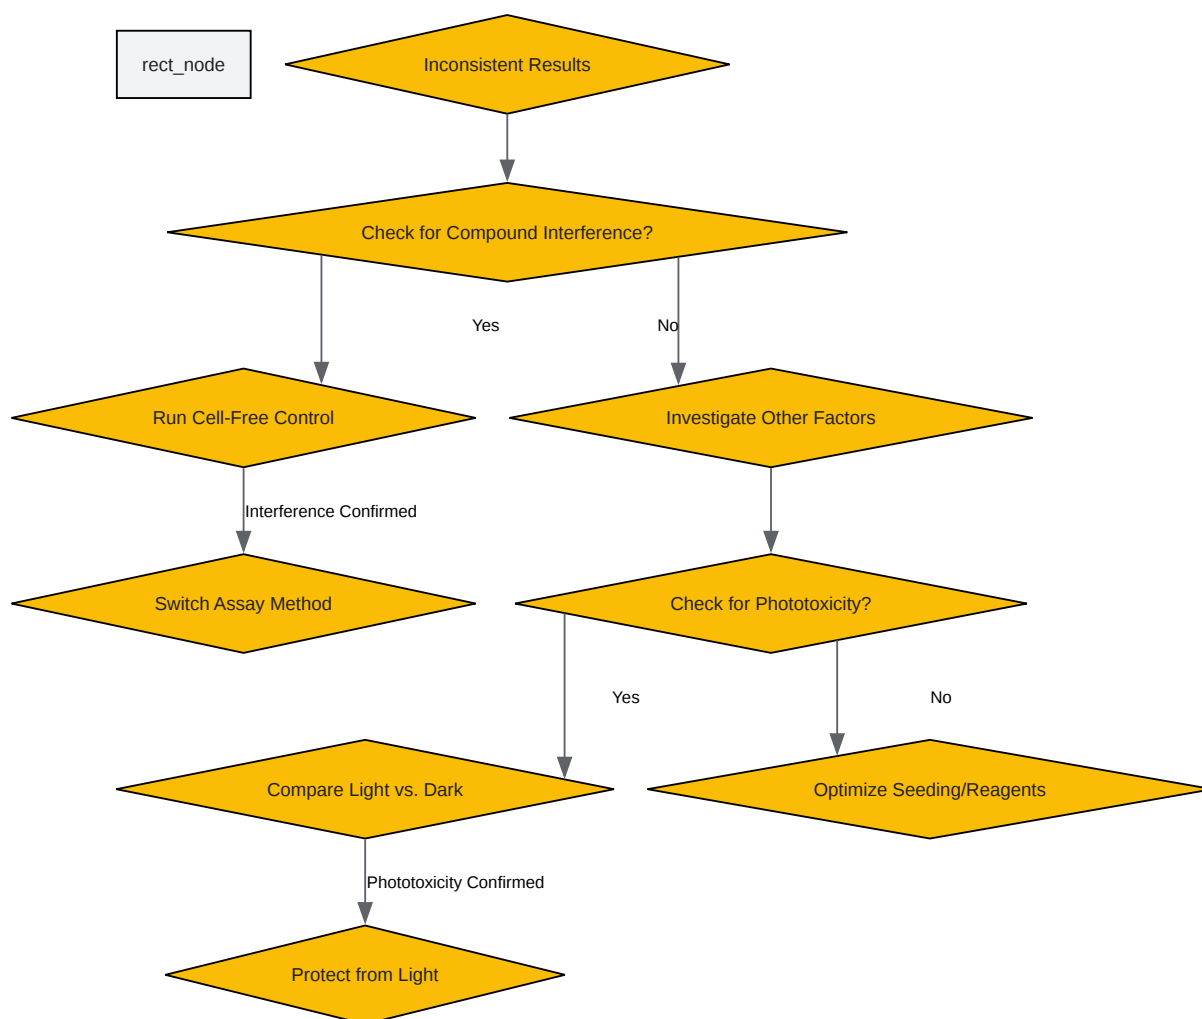 rect_node
Inconsistent Results
Check for Compound Interference?
Yes
No
Run Cell-Free Control
Investigate Other Factors
Interference Confirmed
Switch Assay Method
Check for Phototoxicity?
Yes
No
Compare Light vs. Dark
Optimize Seeding/Reagents
Phototoxicity Confirmed
Protect from Light